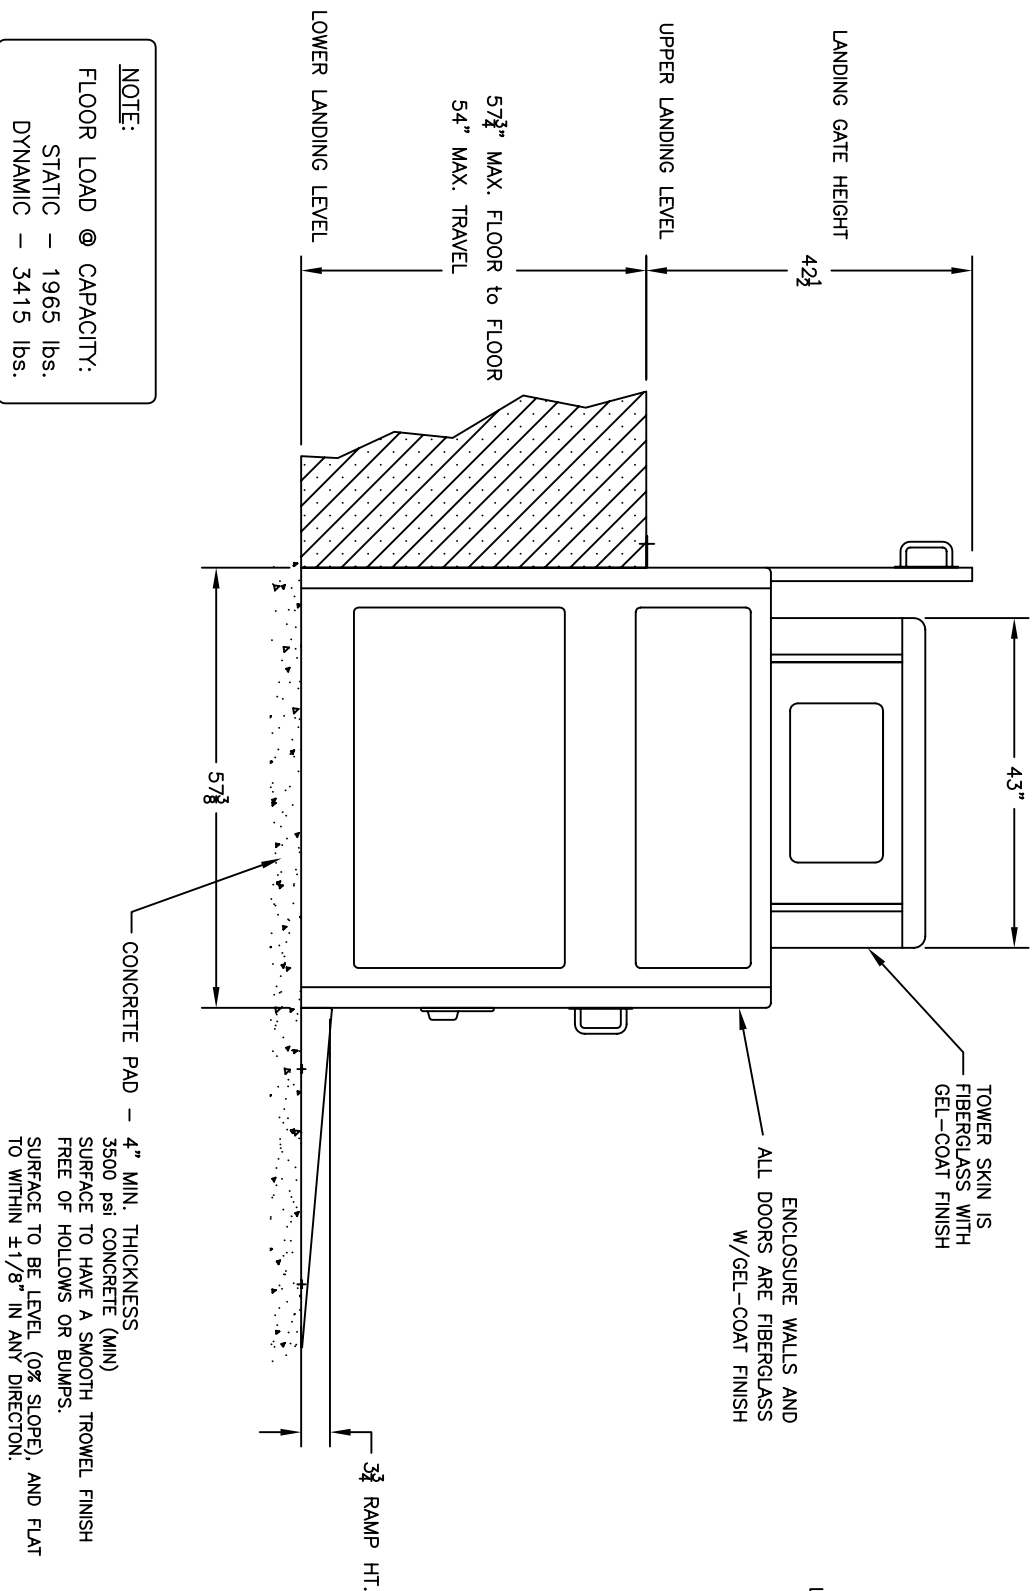 LANDING GATE HEIGHT
42½
UPPER LANDING LEVEL
57¾" MAX. FLOOR to FLOOR
54" MAX. TRAVEL
LOWER LANDING LEVEL
43"
57⅜
TOWER SKIN IS
FIBERGLASS WITH
GEL-COAT FINISH
ENCLOSURE WALLS AND
ALL DOORS ARE FIBERGLASS
W/GEL-COAT FINISH
3¾ RAMP HT.
CONCRETE PAD - 4" MIN. THICKNESS
3500 psi CONCRETE (MIN)
SURFACE TO HAVE A SMOOTH TROWEL FINISH
FREE OF HOLLOWS OR BUMPS.
SURFACE TO BE LEVEL (0% SLOPE), AND FLAT
TO WITHIN ±1/8" IN ANY DIRECTON.
NOTE:
FLOOR LOAD @ CAPACITY:
STATIC - 1965 lbs.
DYNAMIC - 3415 lbs.